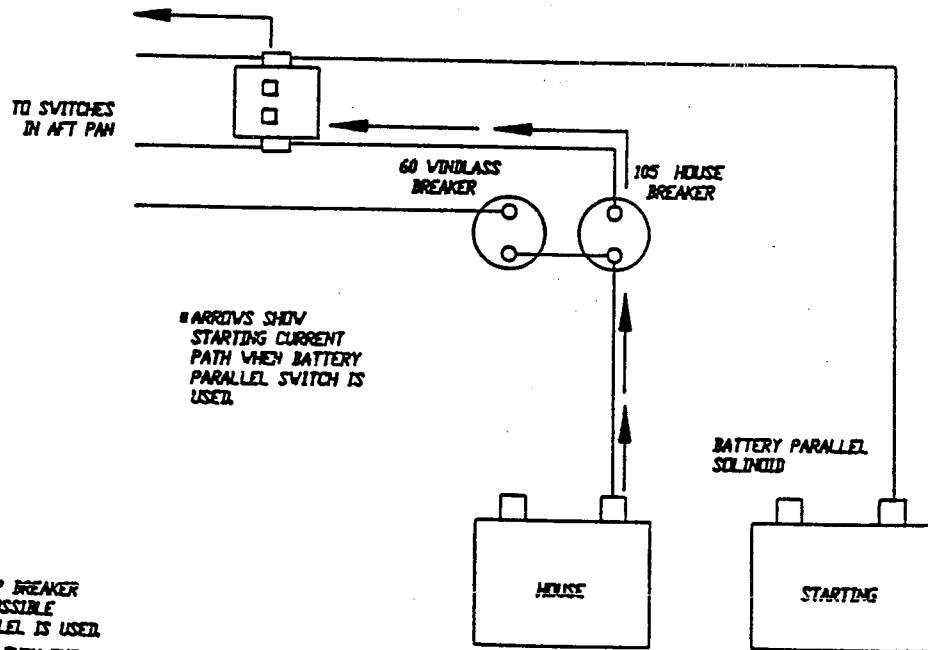 TO SWITCHES
IN AFT PAN
60 WINDLASS
BREAKER
105 HOUSE
BREAKER
*ARROWS SHOW
STARTING CURRENT
PATH WHEN BATTERY
PARALLEL SWITCH IS
USED.
BATTERY PARALLEL
SOLINOID
HOUSE
STARTING
BREAKER
IS USED.